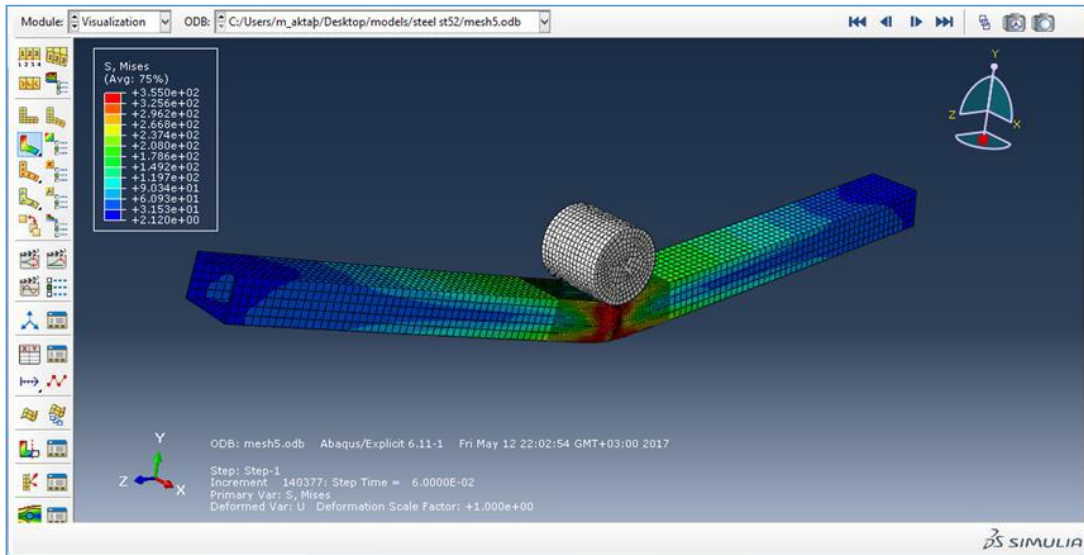 Module: Visualization ODB: C:/Users/m_aktaþ/Desktop/models/steel st52/mesh5.odb
S, Mises
(Avg: 75%)
+3.550e+02
+3.256e+02
+2.962e+02
+2.668e+02
+2.374e+02
+2.080e+02
+1.786e+02
+1.492e+02
+1.197e+02
+9.034e+01
+6.093e+01
+3.153e+01
+2.120e+00
Y
Z
X
Y
Z
X
ODB: mesh5.odb Abaqus/Explicit 6.11-1 Fri May 12 22:02:54 GMT+03:00 2017
Step: Step-1
Increment 140377: Step Time = 6.0000E-02
Primary Var: S, Mises
Deformed Var: U Deformation Scale Factor: +1.000e+00
SIMULIA